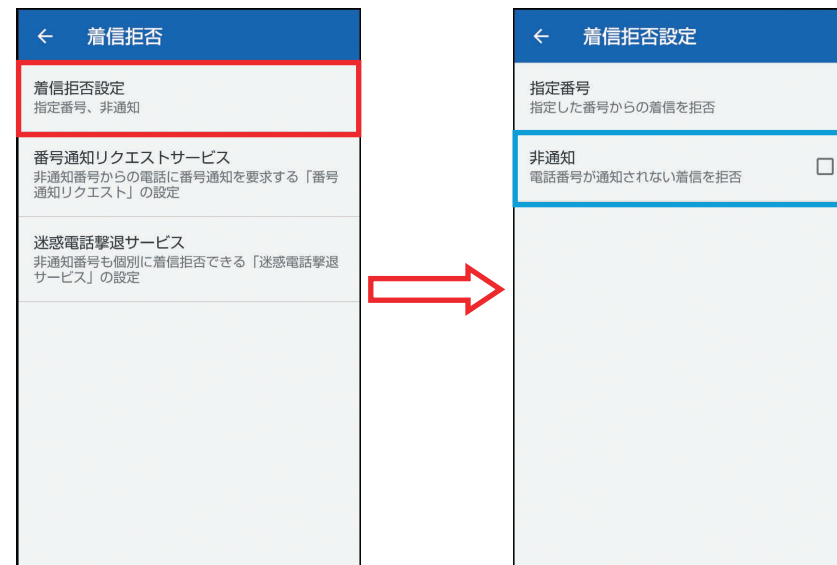 ← 着信拒否
着信拒否設定
指定番号、非通知
番号通知リクエストサービス
非通知番号からの電話に番号通知を要求する「番号
通知リクエスト」の設定
迷惑電話撃退サービス
非通知番号も個別に着信拒否できる「迷惑電話撃退
サービス」の設定
← 着信拒否設定
指定番号
指定した番号からの着信を拒否
非通知
電話番号が通知されない着信を拒否